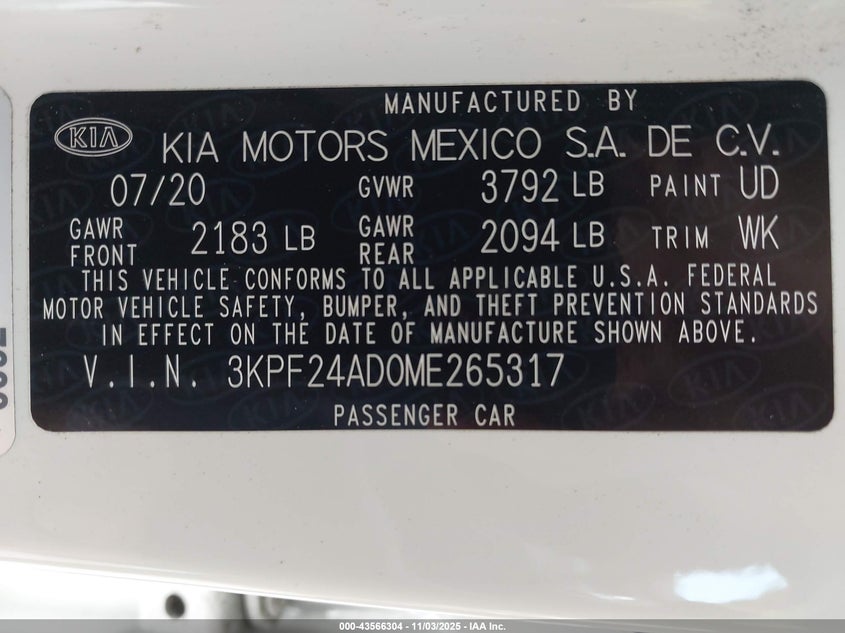 MANUFACTURED BY
KIA KIA MOTORS MEXICO S.A. DE C.V.
07/20 GVWR 3792 LB PAINT UD
GAWR FRONT 2183 LB GAWR REAR 2094 LB TRIM WK
THIS VEHICLE CONFORMS TO ALL APPLICABLE U.S.A. FEDERAL
MOTOR VEHICLE SAFETY, BUMPER, AND THEFT PREVENTION STANDARDS
IN EFFECT ON THE DATE OF MANUFACTURE SHOWN ABOVE.
V.I.N. 3KPF24AD0ME265317
PASSENGER CAR
000-43566304 - 11/03/2025 - IAA Inc.